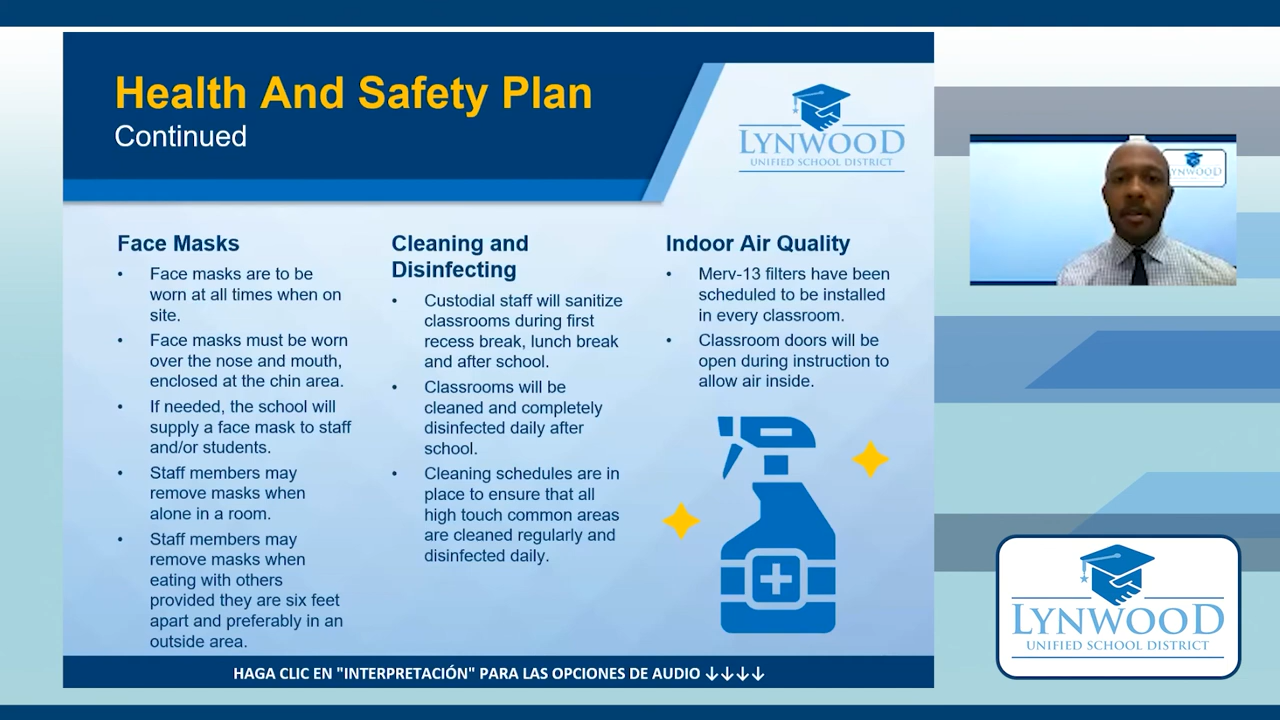 Health And Safety Plan
Continued
LYNWOOD
UNIFIED SCHOOL DISTRICT
Face Masks
• Face masks are to be
worn at all times when on
site.
• Face masks must be worn
over the nose and mouth,
enclosed at the chin area.
• If needed, the school will
supply a face mask to staff
and/or students.
• Staff members may
remove masks when
alone in a room.
• Staff members may
remove masks when
eating with others
provided they are six feet
apart and preferably in an
outside area.
Cleaning and
Disinfecting
• Custodial staff will sanitize
classrooms during first
recess break, lunch break
and after school.
• Classrooms will be
cleaned and completely
disinfected daily after
school.
• Cleaning schedules are in
place to ensure that all
high touch common areas
are cleaned regularly and
disinfected daily.
Indoor Air Quality
• Merv-13 filters have been
scheduled to be installed
in every classroom.
• Classroom doors will be
open during instruction to
allow air inside.
HAGA CLIC EN "INTERPRETACIÓN" PARA LAS OPCIONES DE AUDIO ↓↓↓↓
YNWOOD
LYNWOOD
UNIFIED SCHOOL DISTRICT